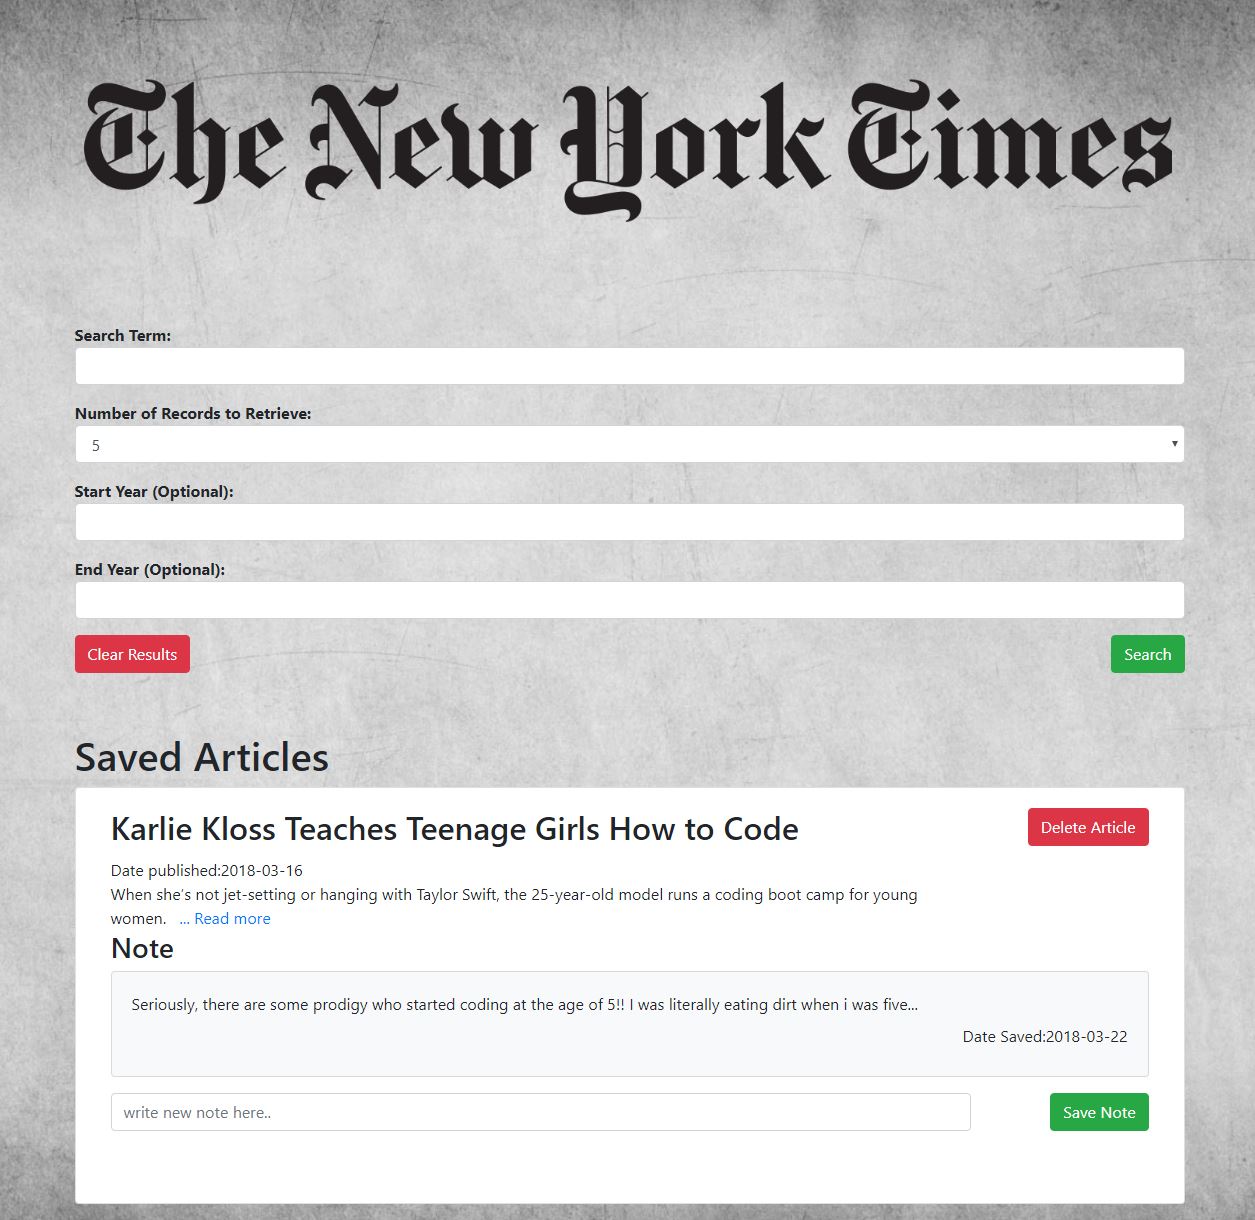 The New York Times
Search Term:
Number of Records to Retrieve:
5
Start Year (Optional):
End Year (Optional):
Clear Results
Search
Saved Articles
Karlie Kloss Teaches Teenage Girls How to Code
Delete Article
Date published:2018-03-16
When she's not jet-setting or hanging with Taylor Swift, the 25-year-old model runs a coding boot camp for young
women. ... Read more
Note
Seriously, there are some prodigy who started coding at the age of 5!! I was literally eating dirt when i was five...
Date Saved:2018-03-22
write new note here..
Save Note